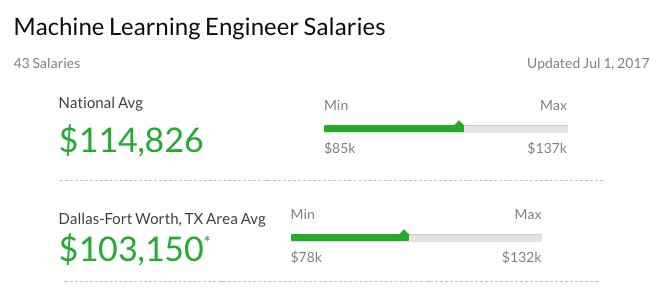 Machine Learning Engineer Salaries
43 Salaries Updated Jul 1, 2017
National Avg Min Max
$114,826
$85k $137k
Dallas-Fort Worth, TX Area Avg Min Max
$103,150*
$78k $132k